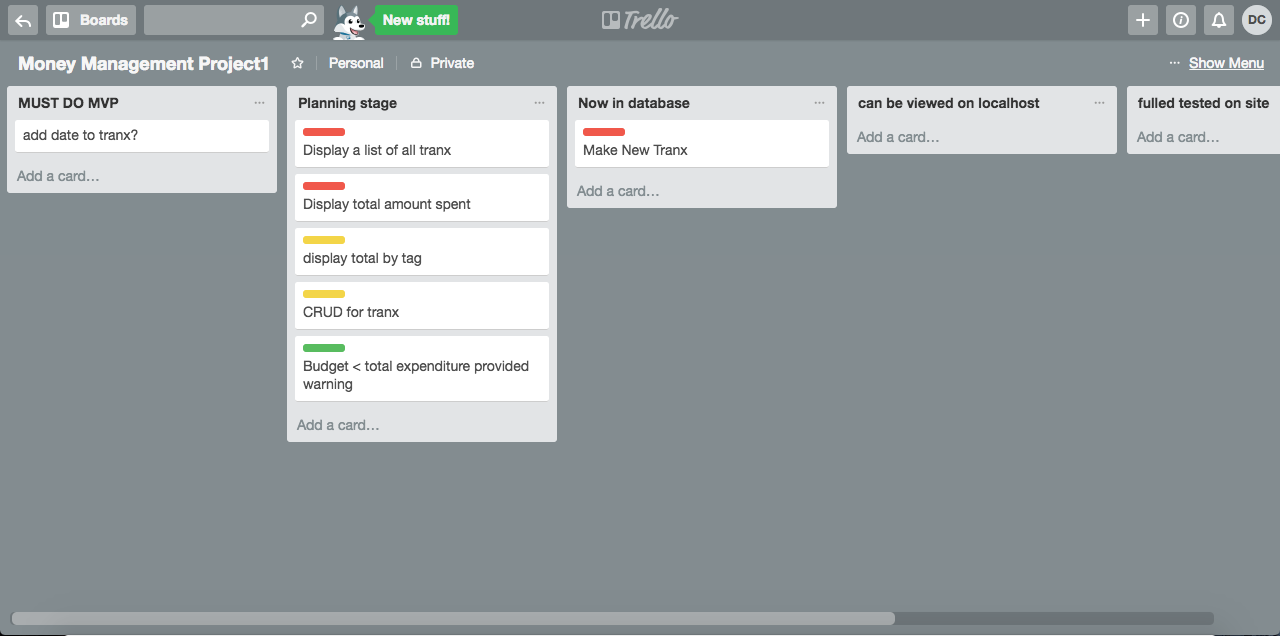 Boards
New stuff!
Trello
DC
Money Management Project1
Personal
Private
... Show Menu
MUST DO MVP ...
add date to tranx?
Add a card...
Planning stage ...
Display a list of all tranx
Display total amount spent
display total by tag
CRUD for tranx
Budget < total expenditure provided
warning
Add a card...
Now in database ...
Make New Tranx
Add a card...
can be viewed on localhost ...
Add a card...
fulled tested on site
Add a card...